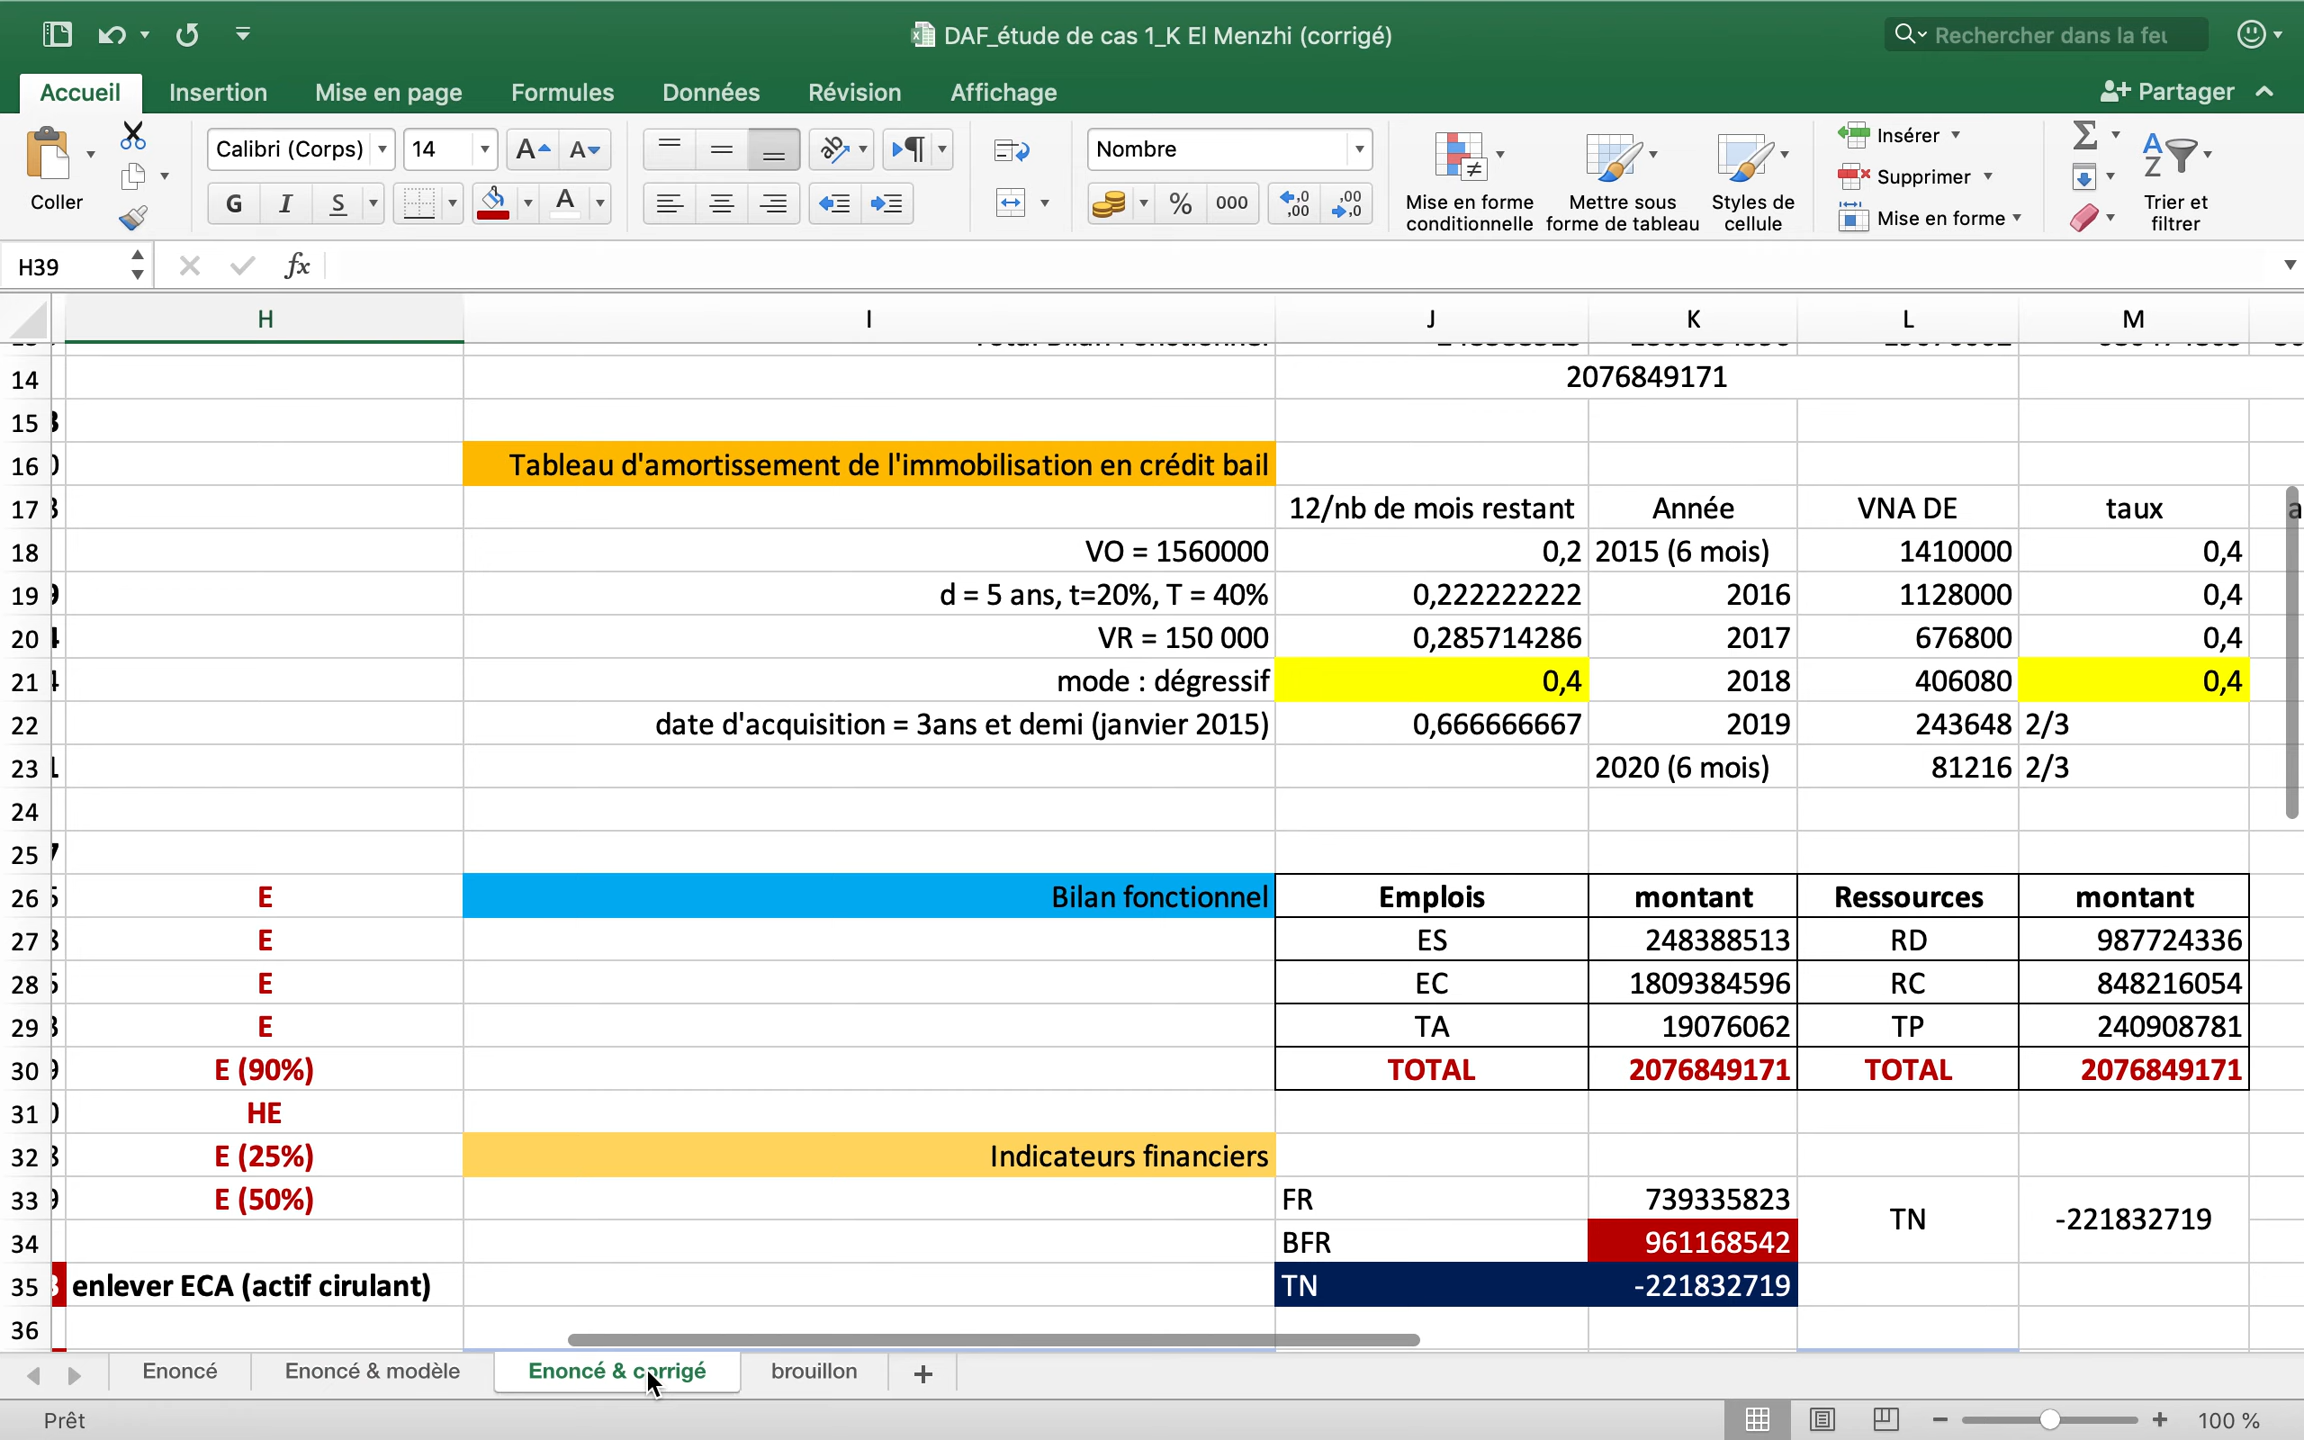 DAF_étude de cas 1_K El Menzhi (corrigé)
Rechercher dans la feu
Accueil Insertion Mise en page Formules Données Révision Affichage Partager
Coller
Calibri (Corps) 14
G I S
Nombre
% 000
Mise en forme conditionnelle
Mettre sous forme de tableau
Styles de cellule
Insérer
Supprimer
Mise en forme
Trier et filtrer
H39 fx
H I J K L M
14 2076849171
15
16 Tableau d'amortissement de l'immobilisation en crédit bail
17 12/nb de mois restant Année VNA DE taux
18 VO = 1560000 0,2 2015 (6 mois) 1410000 0,4
19 d = 5 ans, t=20%, T = 40% 0,222222222 2016 1128000 0,4
20 VR = 150 000 0,285714286 2017 676800 0,4
21 mode : dégressif 0,4 2018 406080 0,4
22 date d'acquisition = 3ans et demi (janvier 2015) 0,666666667 2019 243648 2/3
23 2020 (6 mois) 81216 2/3
24
25
26 E Bilan fonctionnel Emplois montant Ressources montant
27 E ES 248388513 RD 987724336
28 E EC 1809384596 RC 848216054
29 E TA 19076062 TP 240908781
30 E (90%) TOTAL 2076849171 TOTAL 2076849171
31 HE
32 E (25%) Indicateurs financiers
33 E (50%) FR 739335823 TN -221832719
34 BFR 961168542
35 enlever ECA (actif cirulant) TN -221832719
36
Enoncé Enoncé & modèle Enoncé & corrigé brouillon +
Prêt 100 %